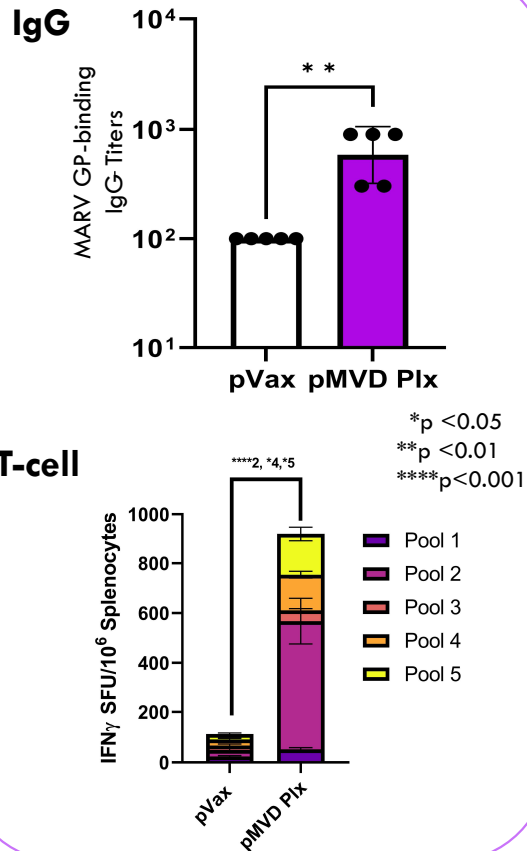 IgG
MARV GP-binding
IgG Titers
10⁴
10³
10²
10¹
* *
pVax pMVD Plx
*p <0.05
**p <0.01
****p<0.001
T-cell
****2, *4,*5
IFNγ SFU/10⁶ Splenocytes
1000
800
600
400
200
0
pVax
pMVD Plx
Pool 1
Pool 2
Pool 3
Pool 4
Pool 5